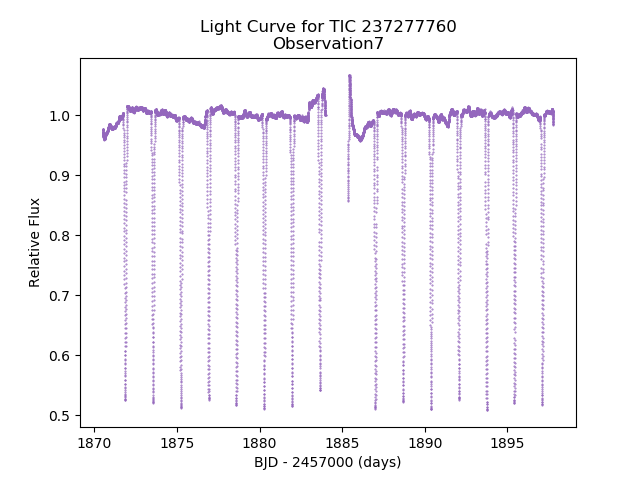 Light Curve for TIC 237277760
Observation7
1.0
0.9
0.8
0.7
0.6
0.5
Relative Flux
1870 1875 1880 1885 1890 1895
BJD - 2457000 (days)